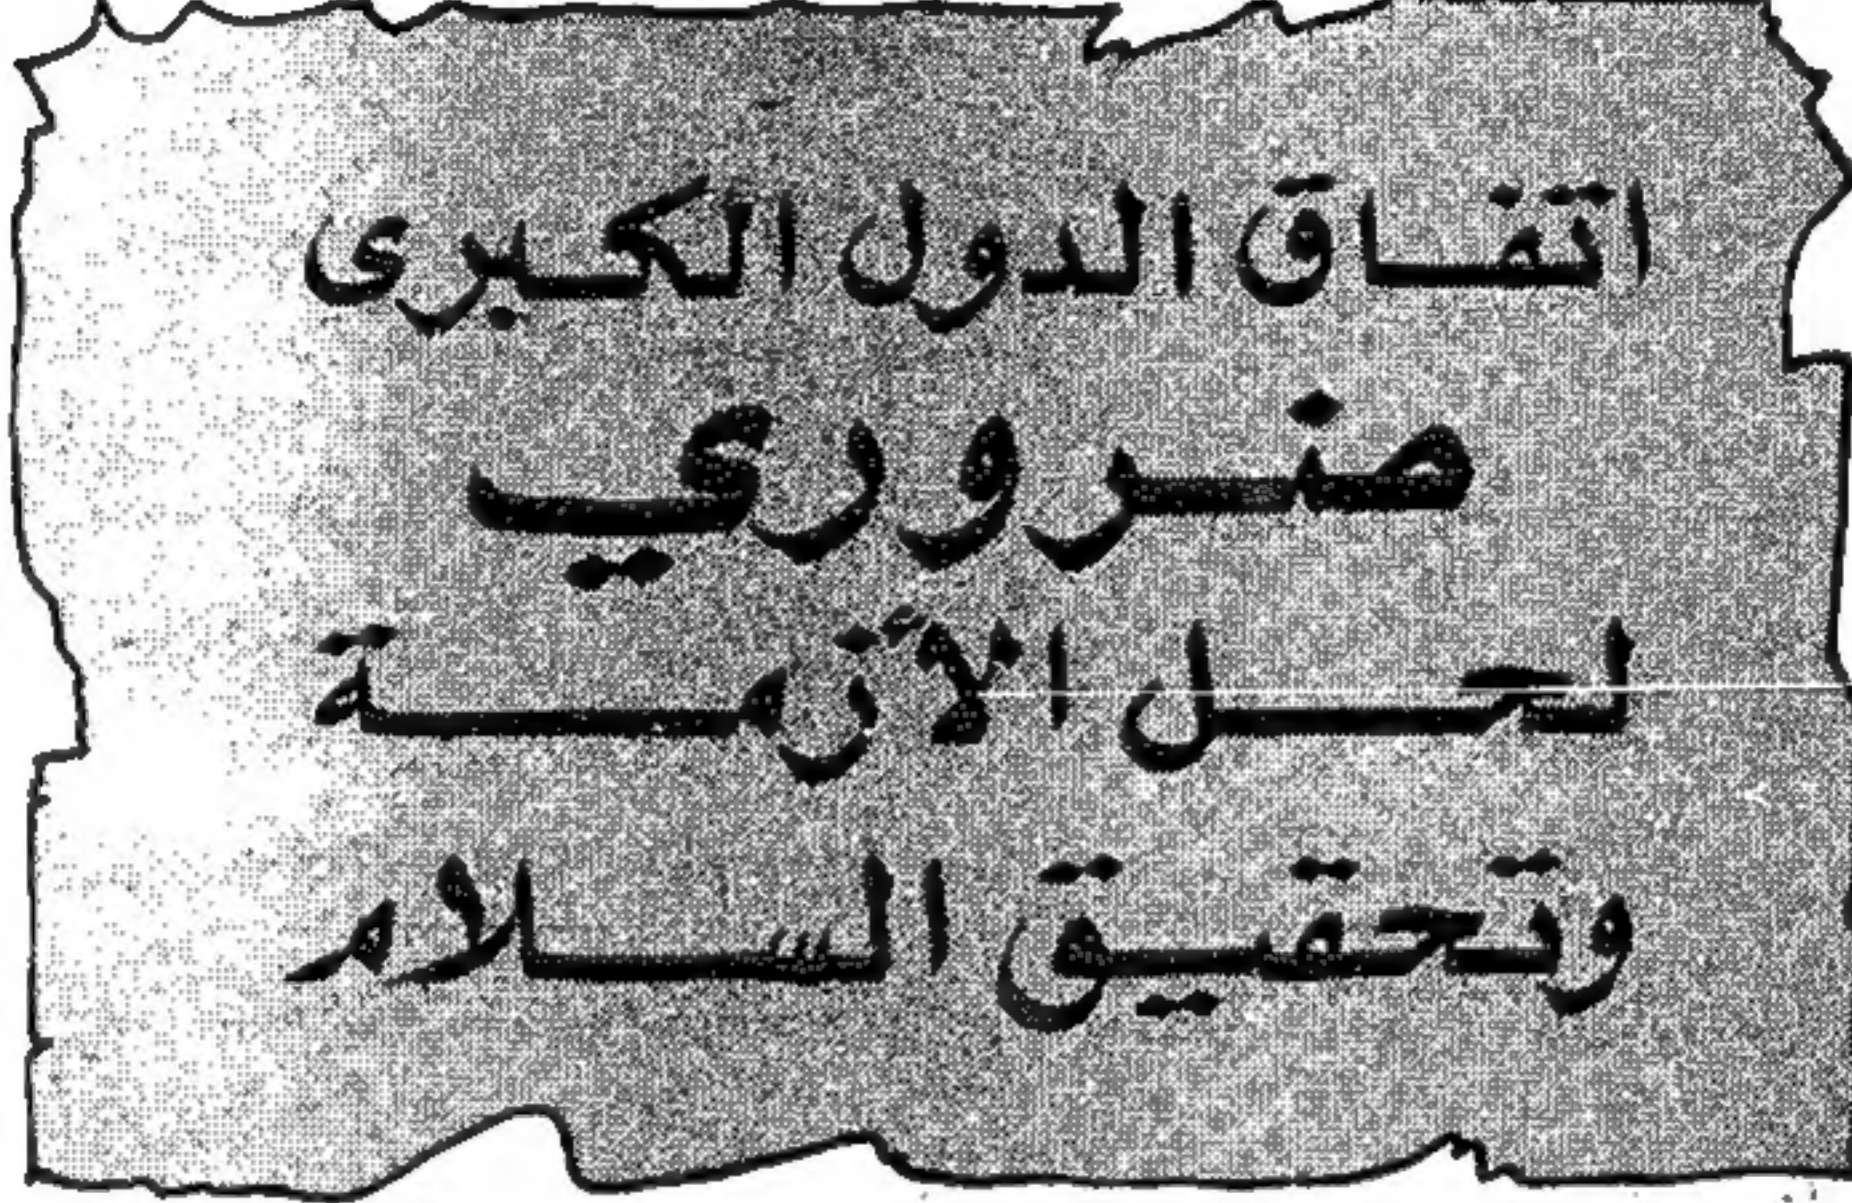 اتفاق الدول الكبرى
ضروري
لحل الأزمة
وتحقيق السلام